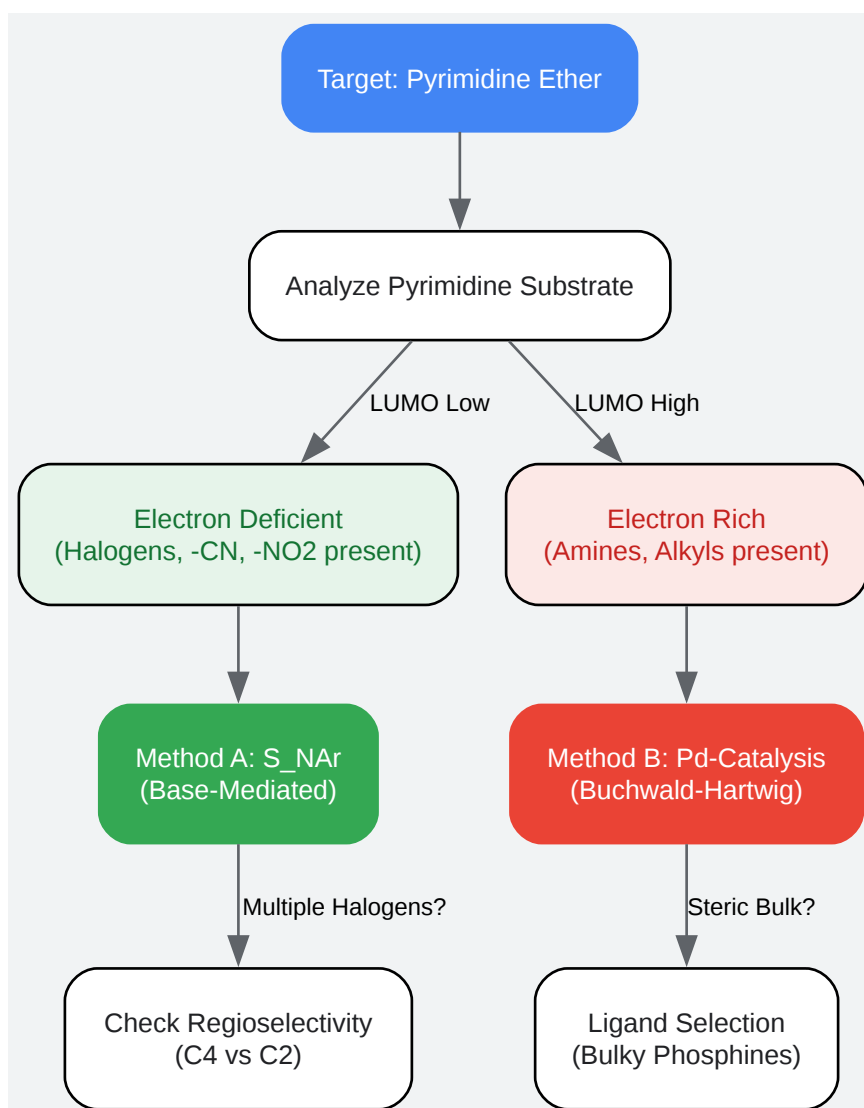 Target: Pyrimidine Ether
Analyze Pyrimidine Substrate
LUMO Low
LUMO High
Electron Deficient
(Halogens, -CN, -NO2 present)
Electron Rich
(Amines, Alkyls present)
Method A: S_NAr
(Base-Mediated)
Method B: Pd-Catalysis
(Buchwald-Hartwig)
Multiple Halogens?
Steric Bulk?
Check Regioselectivity
(C4 vs C2)
Ligand Selection
(Bulky Phosphines)